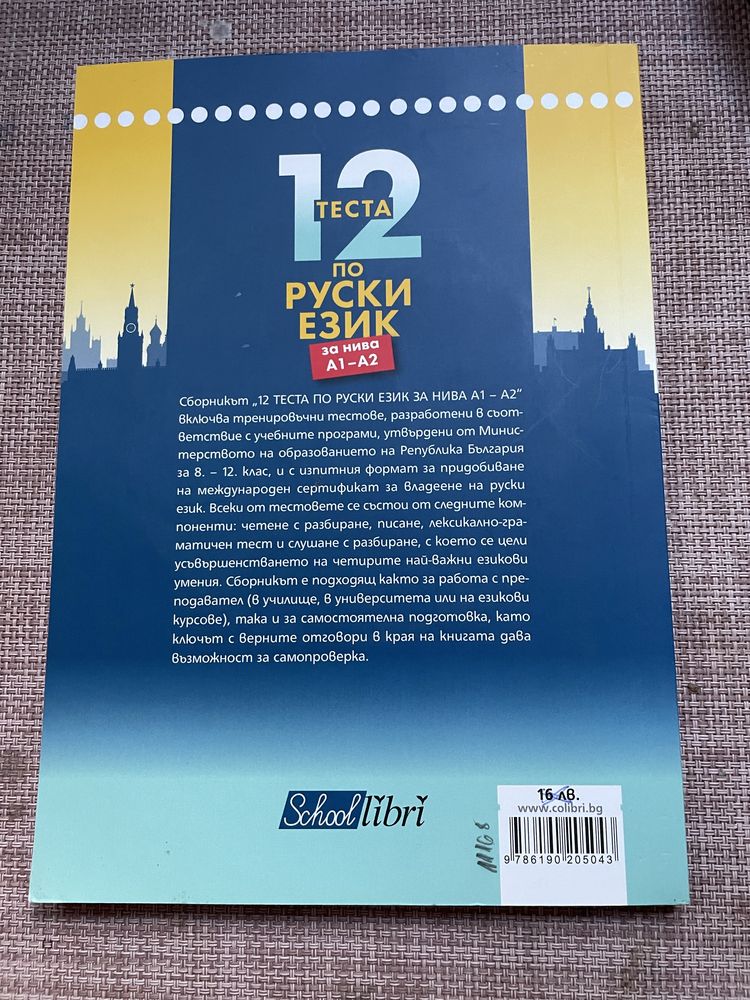 12
ТЕСТА
ПО
РУСКИ
ЕЗИК
за нива
А1–А2
Сборникът „12 ТЕСТА ПО РУСКИ ЕЗИК ЗА НИВА А1 – А2“
включва тренировъчни тестове, разработени в съот-
ветствие с учебните програми, утвърдени от Минис-
терството на образованието на Република България
за 8. – 12. клас, и с изпитния формат за придобиване
на международен сертификат за владеене на руски
език. Всеки от тестовете се състои от следните ком-
поненти: четене с разбиране, писане, лексикално-гра-
матичен тест и слушане с разбиране, с което се цели
усъвършенстването на четирите най-важни езикови
умения. Сборникът е подходящ както за работа с пре-
подавател (в училище, в университета или на езикови
курсове), така и за самостоятелна подготовка, като
ключът с верните отговори в края на книгата дава
възможност за самопроверка.
School libri
16 лв.
www.colibri.bg
9 786190 205043